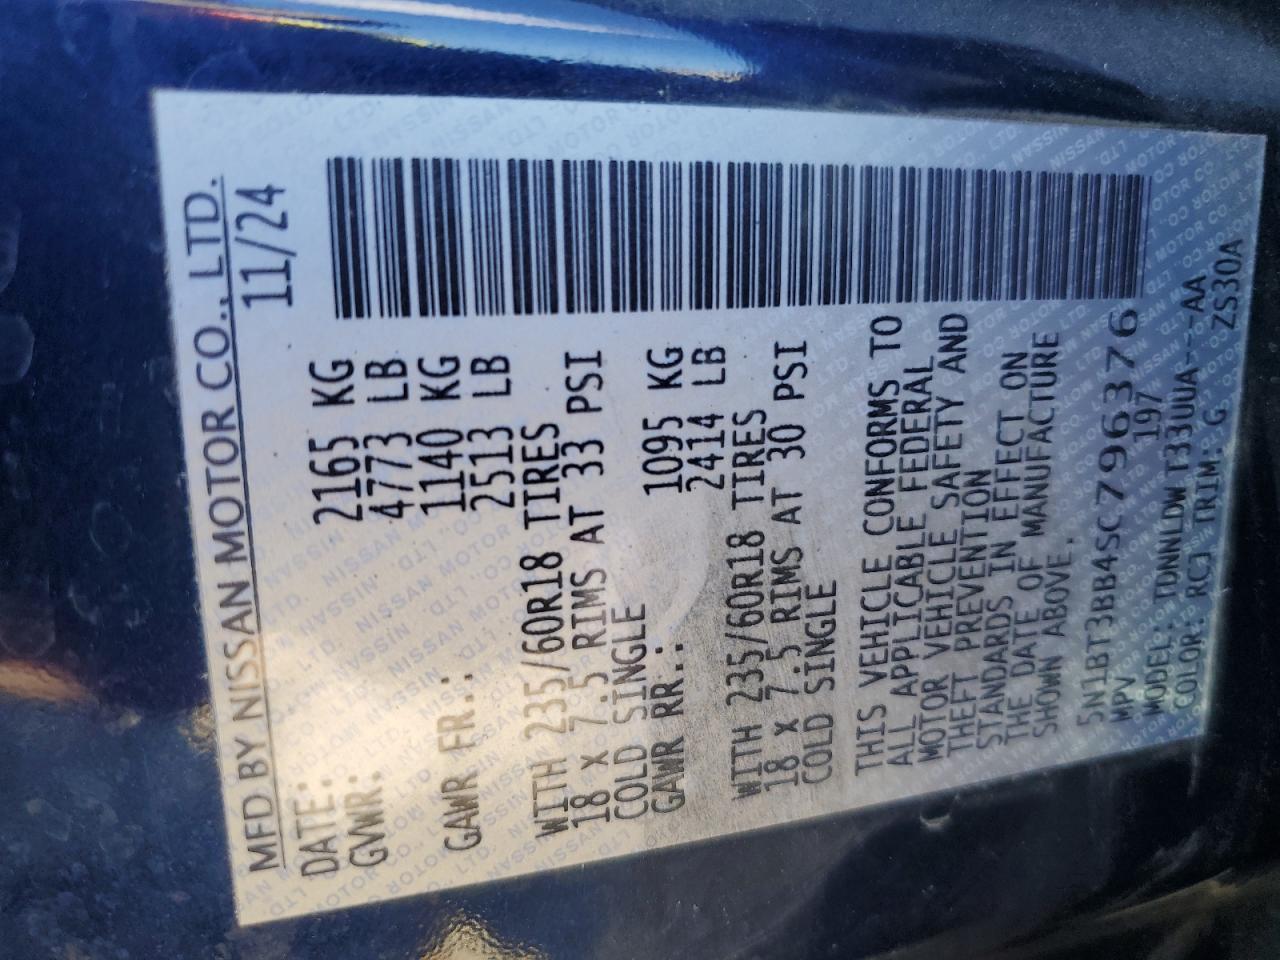 MFD BY NISSAN MOTOR CO., LTD.
DATE: 11/24
GVWR: 2165 KG
4773 LB
GAWR FR.: 1140 KG
2513 LB
WITH 235/60R18 TIRES
18 x 7.5 RIMS AT 33 PSI
COLD SINGLE
GAWR RR.: 1095 KG
2414 LB
WITH 235/60R18 TIRES
18 x 7.5 RIMS AT 30 PSI
COLD SINGLE
THIS VEHICLE CONFORMS TO
ALL APPLICABLE FEDERAL
MOTOR VEHICLE SAFETY AND
THEFT PREVENTION
STANDARDS IN EFFECT ON
THE DATE OF MANUFACTURE
SHOWN ABOVE.
5N1BT3BB4SC796376
MPV 197
MODEL: TDNNLDWT33UUA---AA
COLOR: RCJ TRIM: G ZS30A